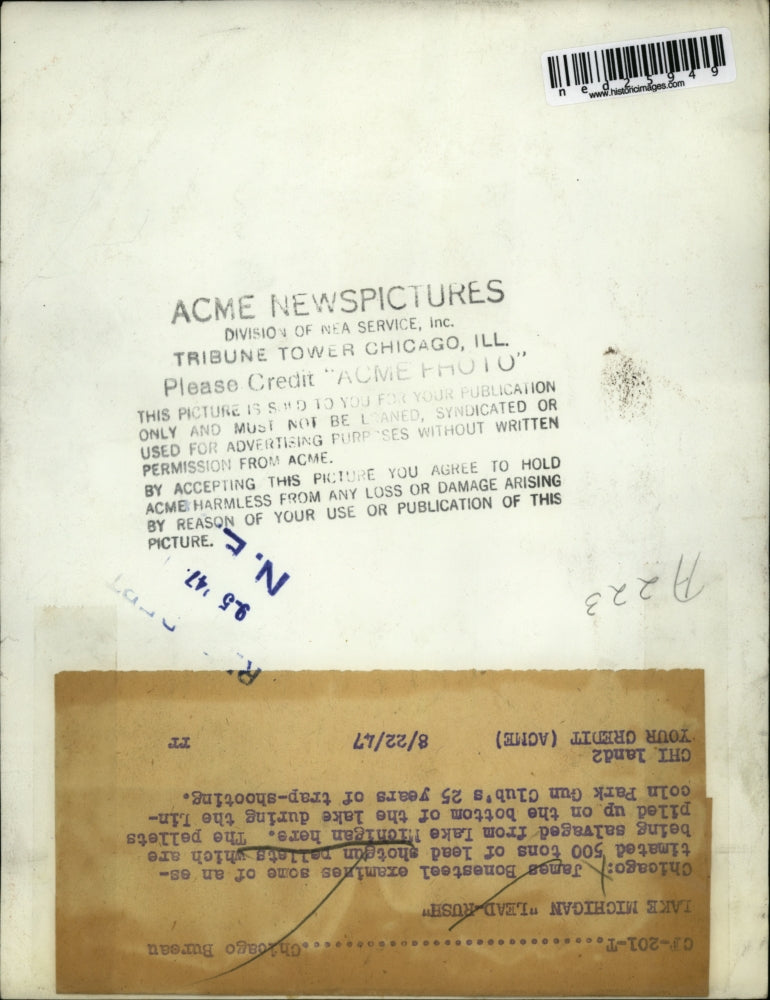 ned25949
www.historicimages.com
ACME NEWSPICTURES
DIVISION OF NEA SERVICE, Inc.
TRIBUNE TOWER CHICAGO, ILL.
Please Credit "ACME PHOTO"
THIS PICTURE IS SOLD TO YOU FOR YOUR PUBLICATION
ONLY AND MUST NOT BE LOANED, SYNDICATED OR
USED FOR ADVERTISING PURPOSES WITHOUT WRITTEN
PERMISSION FROM ACME.
BY ACCEPTING THIS PICTURE YOU AGREE TO HOLD
ACME HARMLESS FROM ANY LOSS OR DAMAGE ARISING
BY REASON OF YOUR USE OR PUBLICATION OF THIS
PICTURE.
N. E.
'47
A223
CP-201-T..............................Chicago Bureau
LAKE MICHIGAN "LEAD-RUSH"
Chicago: James Bonesteel examines some of an es-
timated 500 tons of lead shotgun pellets which are
being salvaged from Lake Michigan here. The pellets
piled up on the bottom of the lake during the Lin-
coln Park Gun Club's 25 years of trap-shooting.
CHI 1and2
YOUR CREDIT (ACME) 8/22/47